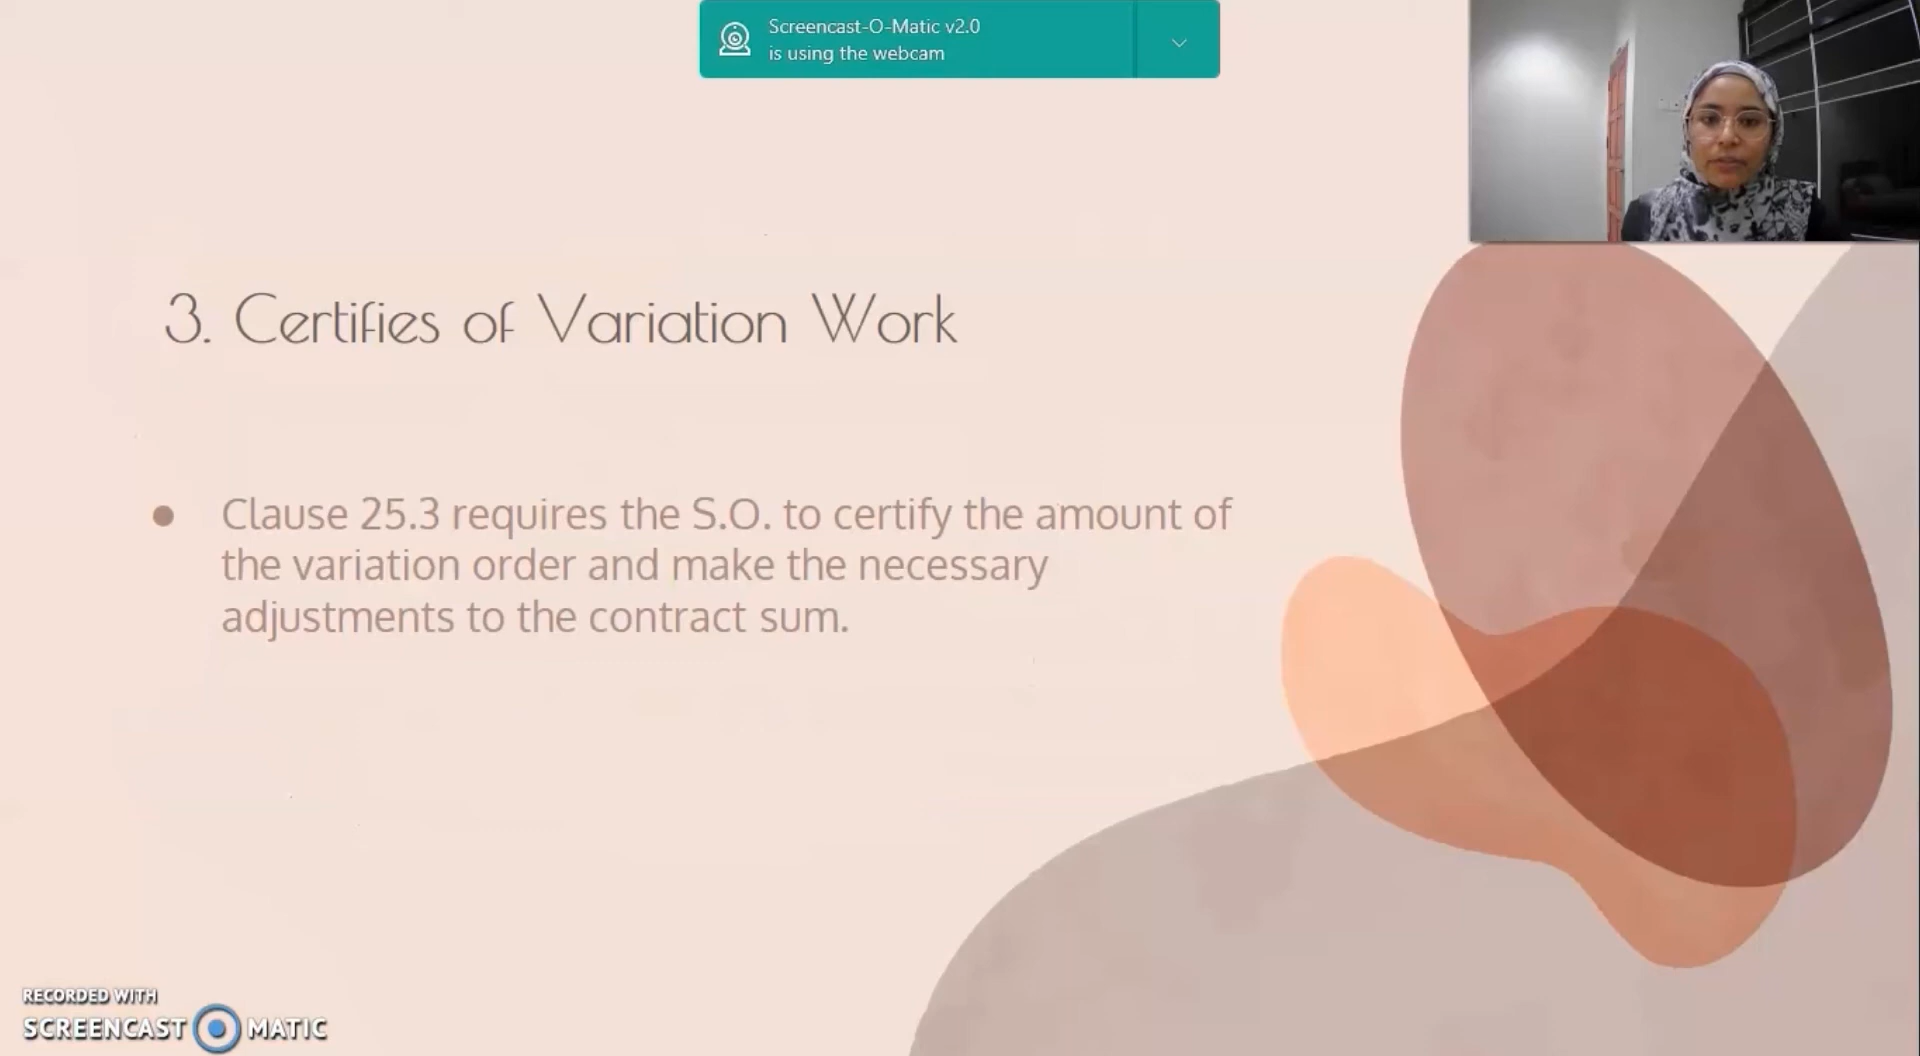 Screencast-O-Matic v2.0
is using the webcam
3. Certifies of Variation Work
Clause 25.3 requires the S.O. to certify the amount of
the variation order and make the necessary
adjustments to the contract sum.
RECORDED WITH
SCREENCAST MATIC